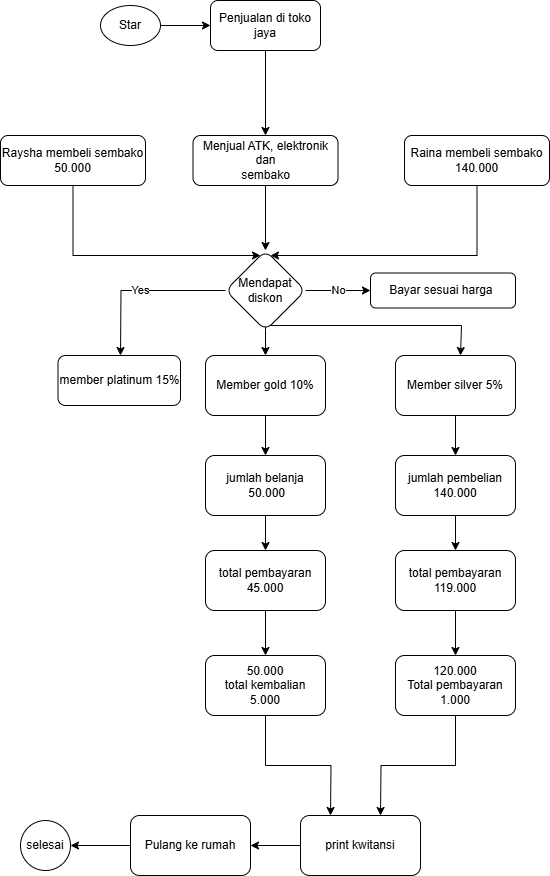 Star
Penjualan di toko
jaya
Raysha membeli sembako
50.000
Menjual ATK, elektronik
dan
sembako
Raina membeli sembako
140.000
Mendapat
diskon
Yes
No
Bayar sesuai harga
member platinum 15%
Member gold 10%
Member silver 5%
jumlah belanja
50.000
jumlah pembelian
140.000
total pembayaran
45.000
total pembayaran
119.000
50.000
total kembalian
5.000
120.000
Total pembayaran
1.000
selesai
Pulang ke rumah
print kwitansi